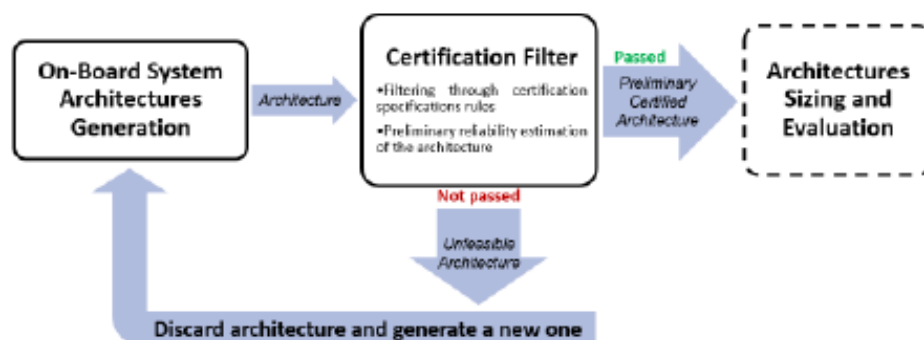 On-Board System
Architectures
Generation
Architecture
Certification Filter
•Filtering through certification
specifications rules
•Preliminary reliability estimation
of the architecture
Passed
Preliminary
Certified
Architecture
Architectures
Sizing and
Evaluation
Not passed
Unfeasible
Architecture
Discard architecture and generate a new one